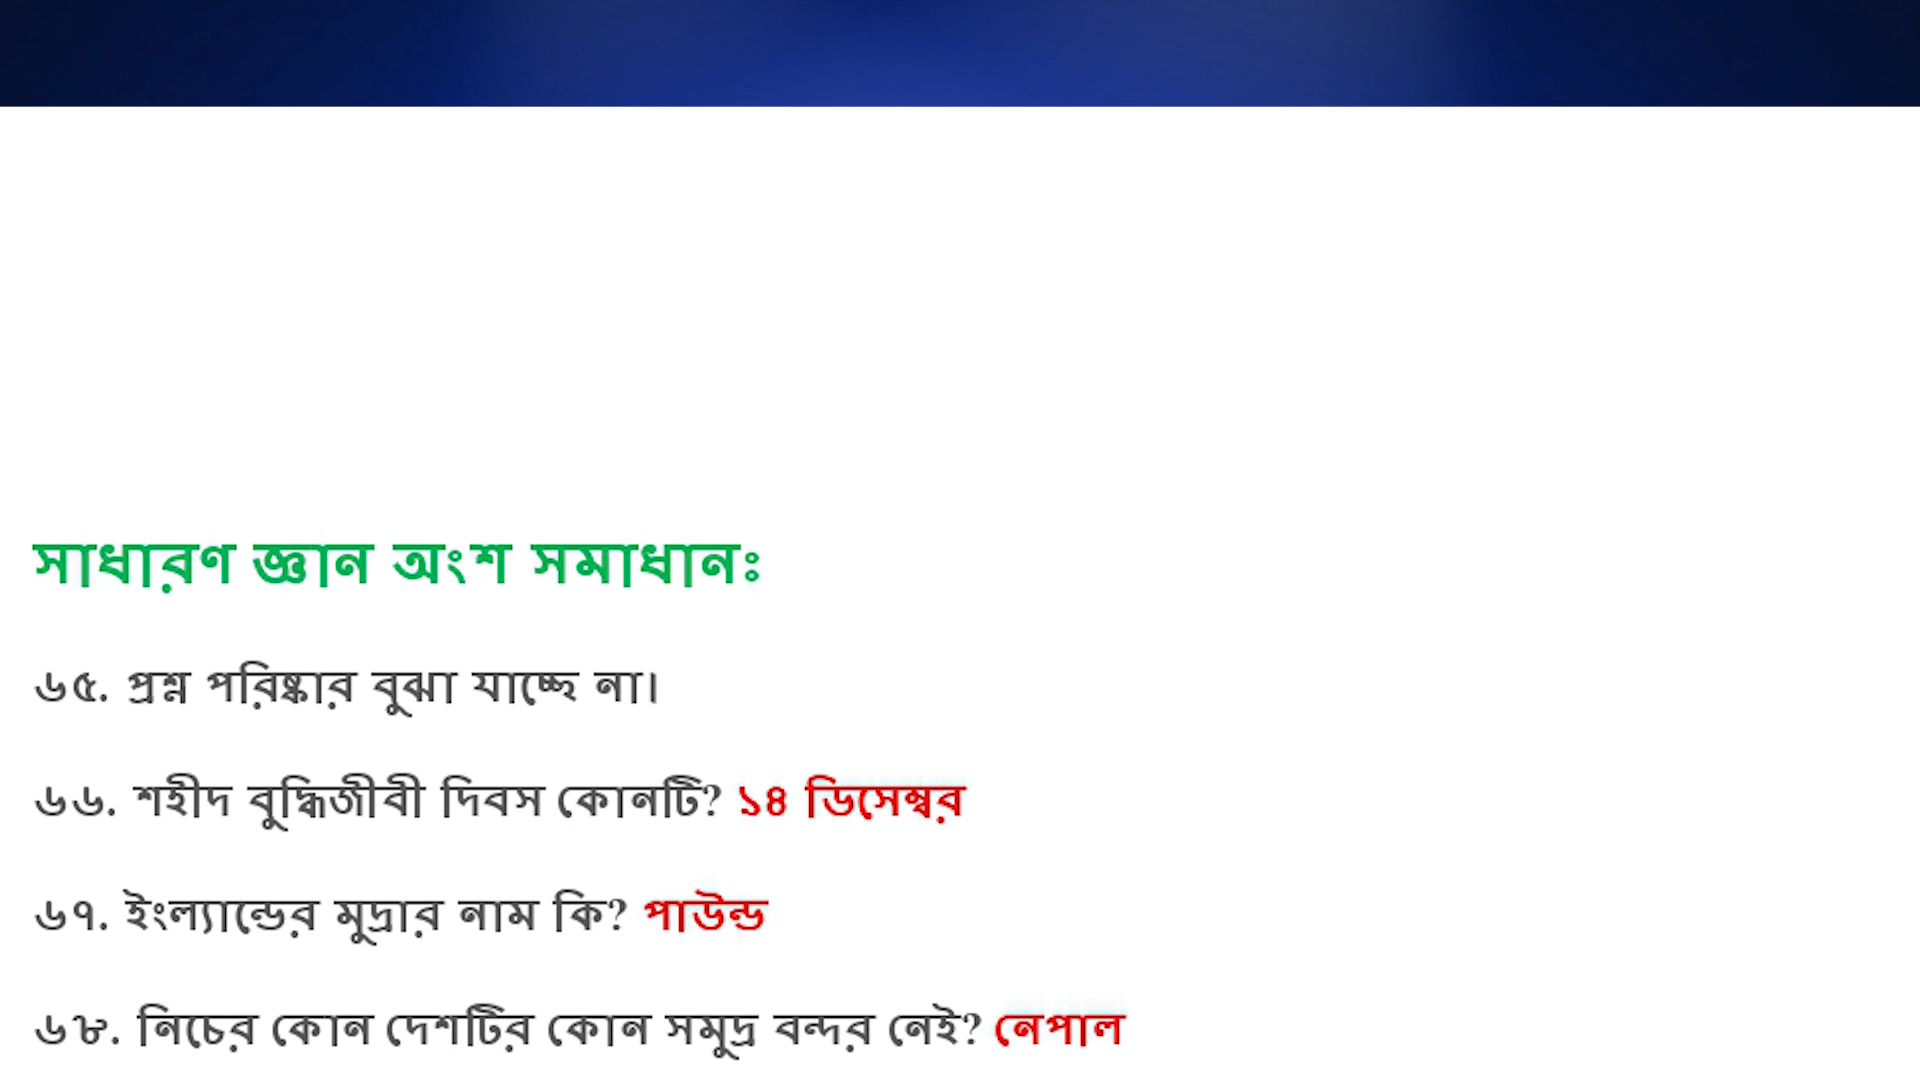 সাধারণ জ্ঞান অংশ সমাধানঃ
৬৫. প্রশ্ন পরিষ্কার বুঝা যাচ্ছে না।
৬৬. শহীদ বুদ্ধিজীবী দিবস কোনটি? ১৪ ডিসেম্বর
৬৭. ইংল্যান্ডের মুদ্রার নাম কি? পাউন্ড
৬৮. নিচের কোন দেশটির কোন সমুদ্র বন্দর নেই? নেপাল